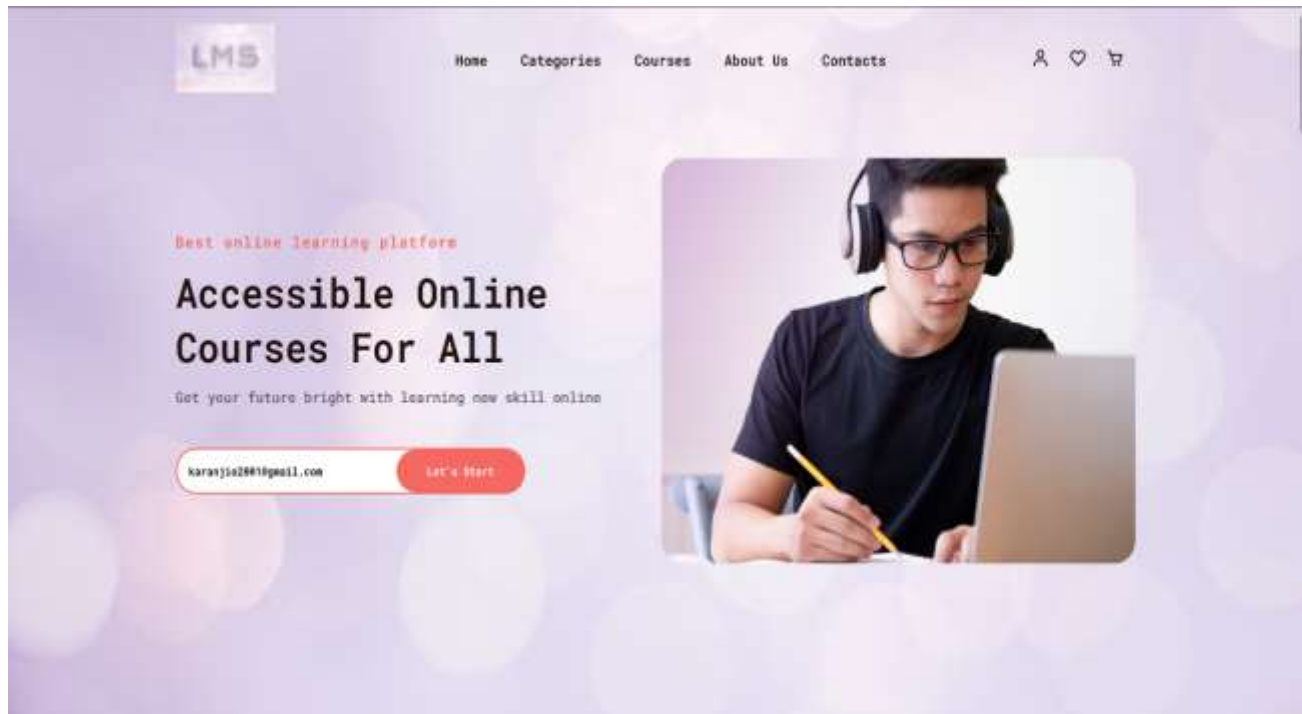 LMS
Home Categories Courses About Us Contacts
Best online learning platform
Accessible Online
Courses For All
Get your future bright with learning new skill online
Let's Start